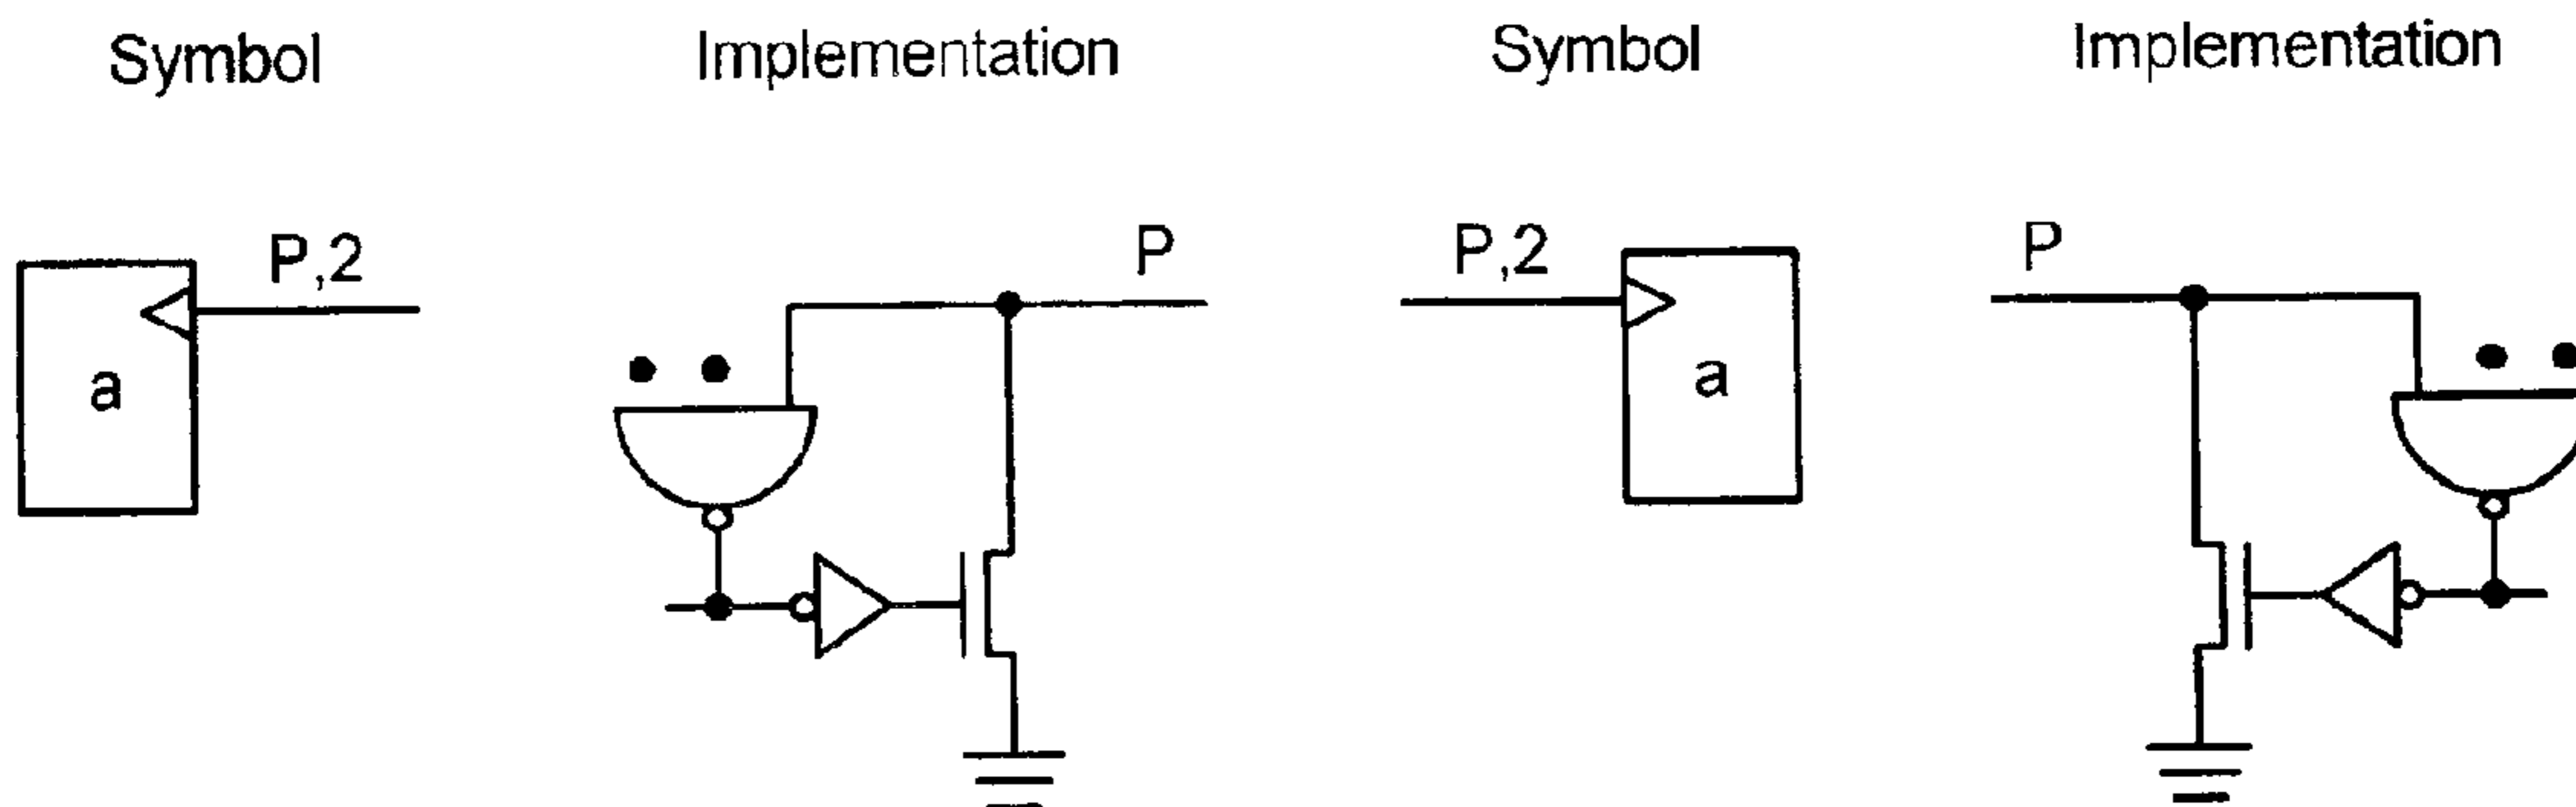 Symbol Implementation Symbol Implementation
P,2 P P,2 P
a a